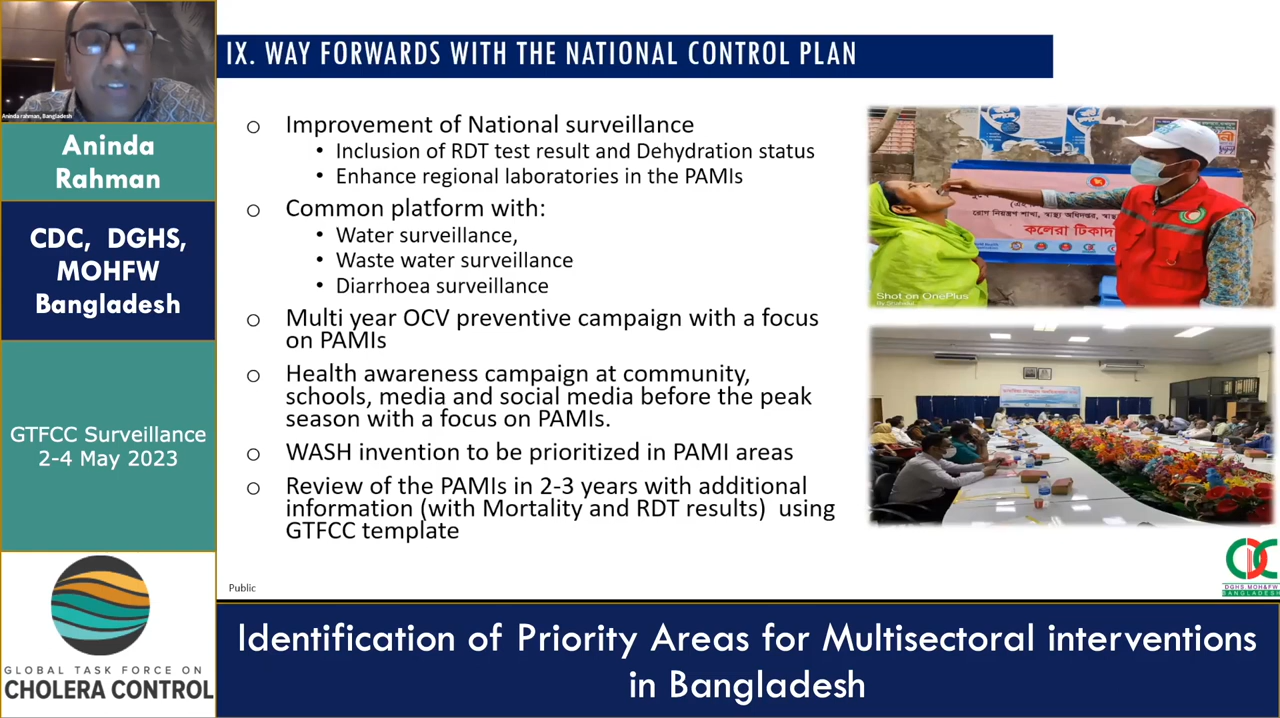 Aninda rahman, Bangladesh
Aninda
Rahman
CDC, DGHS,
MOHFW
Bangladesh
GTFCC Surveillance
2-4 May 2023
GLOBAL TASK FORCE ON
CHOLERA CONTROL
IX. WAY FORWARDS WITH THE NATIONAL CONTROL PLAN
o Improvement of National surveillance
• Inclusion of RDT test result and Dehydration status
• Enhance regional laboratories in the PAMIs
o Common platform with:
• Water surveillance,
• Waste water surveillance
• Diarrhoea surveillance
o Multi year OCV preventive campaign with a focus
on PAMIs
o Health awareness campaign at community,
schools, media and social media before the peak
season with a focus on PAMIs.
o WASH invention to be prioritized in PAMI areas
o Review of the PAMIs in 2-3 years with additional
information (with Mortality and RDT results) using
GTFCC template
Public
রোগ নিয়ন্ত্রণ শাখা, স্বাস্থ্য অধিদপ্তর,
কলেরা টিকাদা
Shot on OnePlus
DGHS MOH&FW
BANGLADESH
Identification of Priority Areas for Multisectoral interventions
in Bangladesh